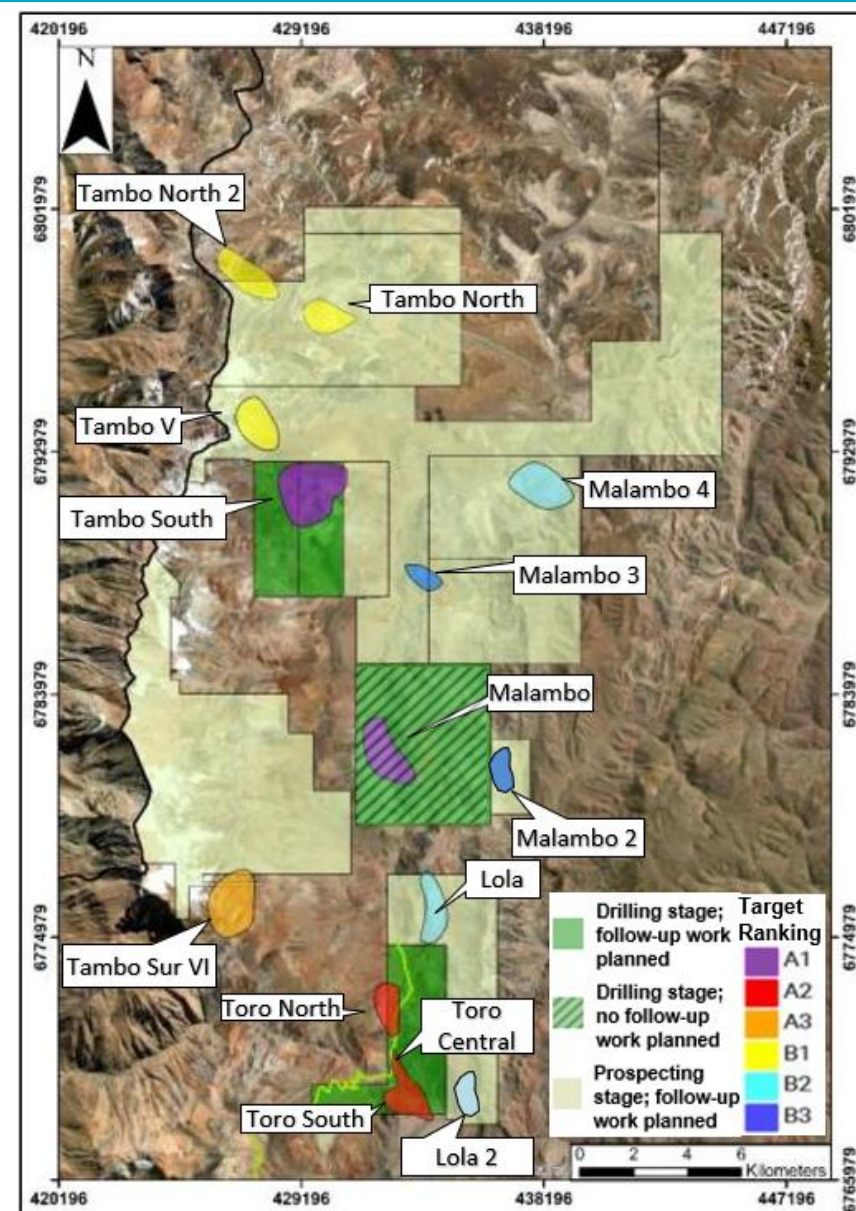 420196 429196 438196 447196
N
6801979 6801979
Tambo North 2
Tambo North
Tambo V
6792979 6792979
Malambo 4
Tambo South
Malambo 3
6783979 6783979
Malambo
Malambo 2
Lola
6774979 6774979
Tambo Sur VI
Toro North
Toro
Central
Toro South
Lola 2
Drilling stage;
follow-up work
planned
Drilling stage;
no follow-up
work planned
Prospecting
stage; follow-up
work planned
Target
Ranking
A1
A2
A3
B1
B2
B3
0 2 4 6
Kilometers
6765979
420196 429196 438196 447196